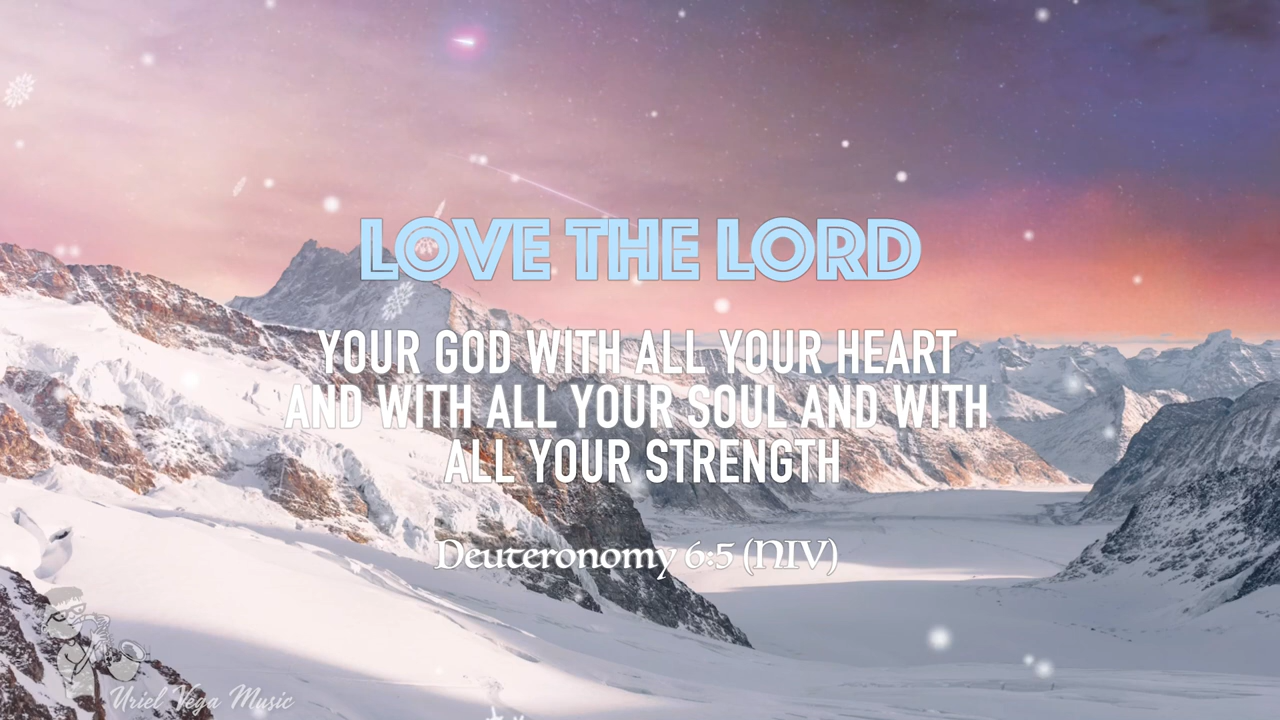 LOVE THE LORD
YOUR GOD WITH ALL YOUR HEART
AND WITH ALL YOUR SOUL AND WITH
ALL YOUR STRENGTH
Deuteronomy 6:5 (NIV)
Uriel Vega Music